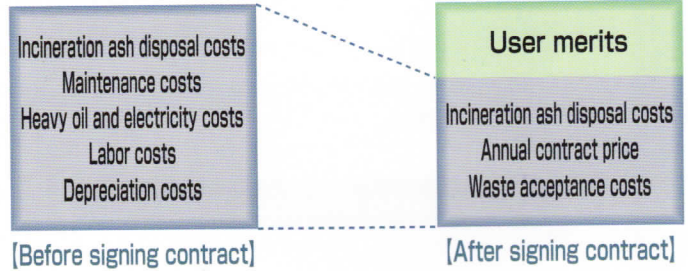 Incineration ash disposal costs
Maintenance costs
Heavy oil and electricity costs
Labor costs
Depreciation costs
[Before signing contract]
User merits
Incineration ash disposal costs
Annual contract price
Waste acceptance costs
[After signing contract]